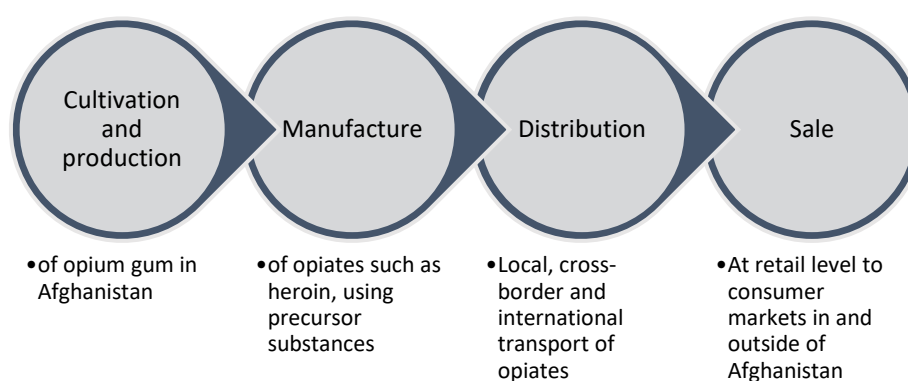 Cultivation
and
production
Manufacture
Distribution
Sale
•of opium gum in
Afghanistan
•of opiates such as
heroin, using
precursor
substances
•Local, cross-
border and
international
transport of
opiates
•At retail level to
consumer
markets in and
outside of
Afghanistan